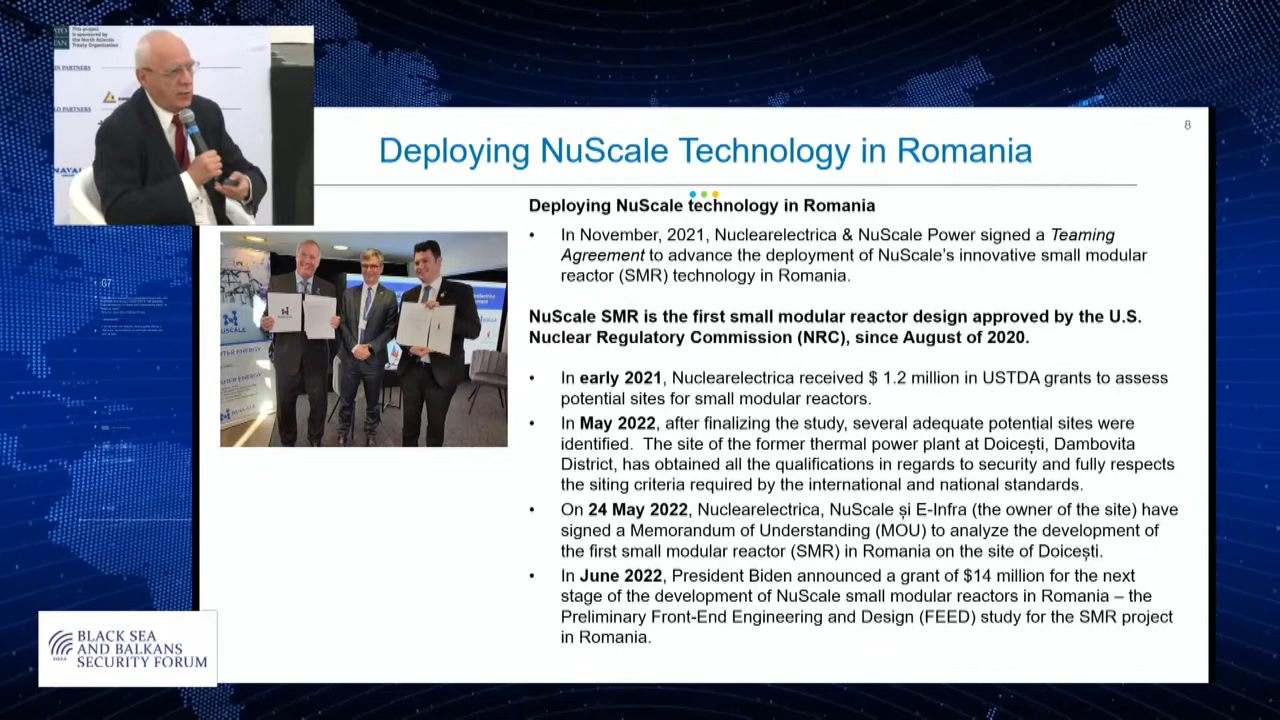 This project
is sponsored by
the North Atlantic
Treaty Organisation
PARTNERS
PARTNERS
NAVAL
8
Deploying NuScale Technology in Romania
Deploying NuScale technology in Romania
• In November, 2021, Nuclearelectrica & NuScale Power signed a Teaming
Agreement to advance the deployment of NuScale's innovative small modular
reactor (SMR) technology in Romania.
NuScale SMR is the first small modular reactor design approved by the U.S.
Nuclear Regulatory Commission (NRC), since August of 2020.
• In early 2021, Nuclearelectrica received $ 1.2 million in USTDA grants to assess
potential sites for small modular reactors.
• In May 2022, after finalizing the study, several adequate potential sites were
identified. The site of the former thermal power plant at Doicești, Dambovita
District, has obtained all the qualifications in regards to security and fully respects
the siting criteria required by the international and national standards.
• On 24 May 2022, Nuclearelectrica, NuScale și E-Infra (the owner of the site) have
signed a Memorandum of Understanding (MOU) to analyze the development of
the first small modular reactor (SMR) in Romania on the site of Doicești.
• In June 2022, President Biden announced a grant of $14 million for the next
stage of the development of NuScale small modular reactors in Romania – the
Preliminary Front-End Engineering and Design (FEED) study for the SMR project
in Romania.
07
BLACK SEA
AND BALKANS
SECURITY FORUM